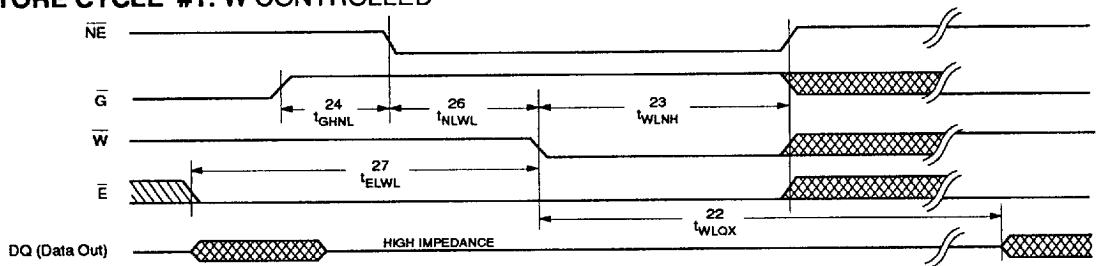 TORE CYCLE #1: W CONTROLLED
NE
G
24
tGHNL
26
tNLWL
23
tWLNH
W
27
tELWL
E
22
tWLQX
DQ (Data Out)
HIGH IMPEDANCE